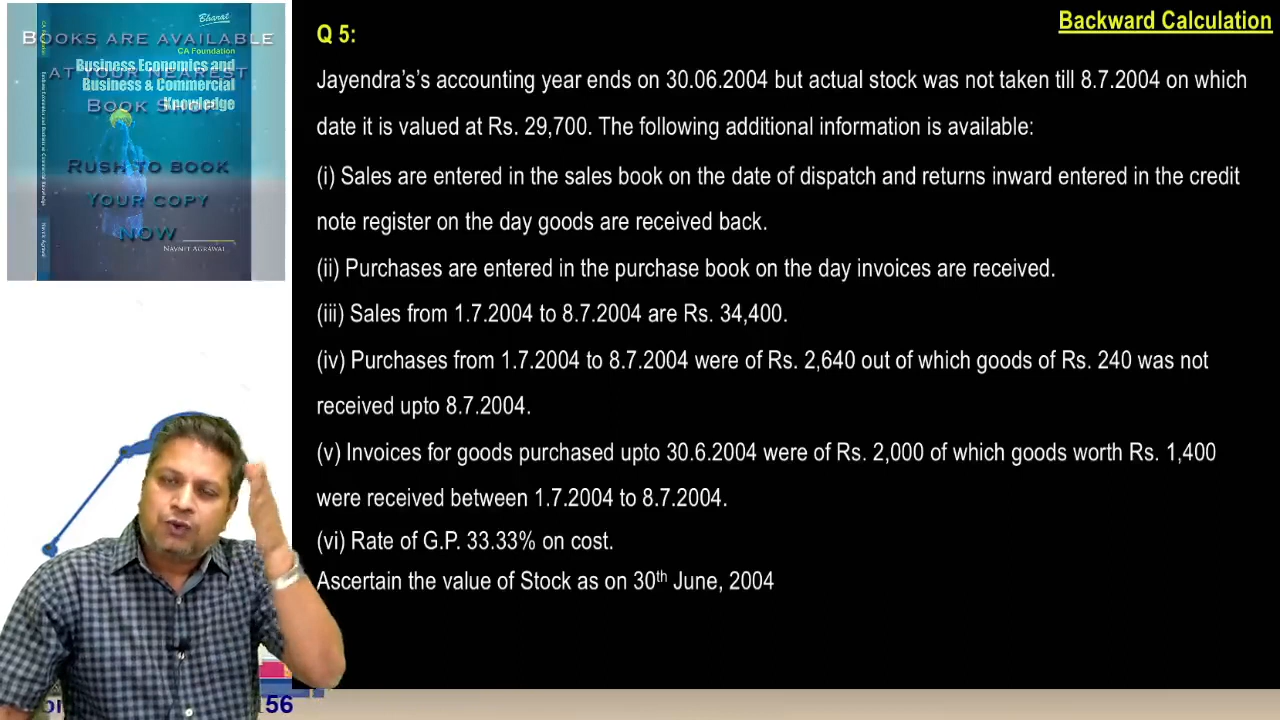 Backward Calculation
Bharat
BOOKS ARE AVAILABLE
CA Foundation
Business Economics and
AT YOUR NEAREST
Business & Commercial
BOOK SHOP
Knowledge
RUSH TO BOOK
YOUR COPY
NOW
NAVNEET AGRAWAL
Q 5:
Jayendra's's accounting year ends on 30.06.2004 but actual stock was not taken till 8.7.2004 on which
date it is valued at Rs. 29,700. The following additional information is available:
(i) Sales are entered in the sales book on the date of dispatch and returns inward entered in the credit
note register on the day goods are received back.
(ii) Purchases are entered in the purchase book on the day invoices are received.
(iii) Sales from 1.7.2004 to 8.7.2004 are Rs. 34,400.
(iv) Purchases from 1.7.2004 to 8.7.2004 were of Rs. 2,640 out of which goods of Rs. 240 was not
received upto 8.7.2004.
(v) Invoices for goods purchased upto 30.6.2004 were of Rs. 2,000 of which goods worth Rs. 1,400
were received between 1.7.2004 to 8.7.2004.
(vi) Rate of G.P. 33.33% on cost.
Ascertain the value of Stock as on 30th June, 2004
56